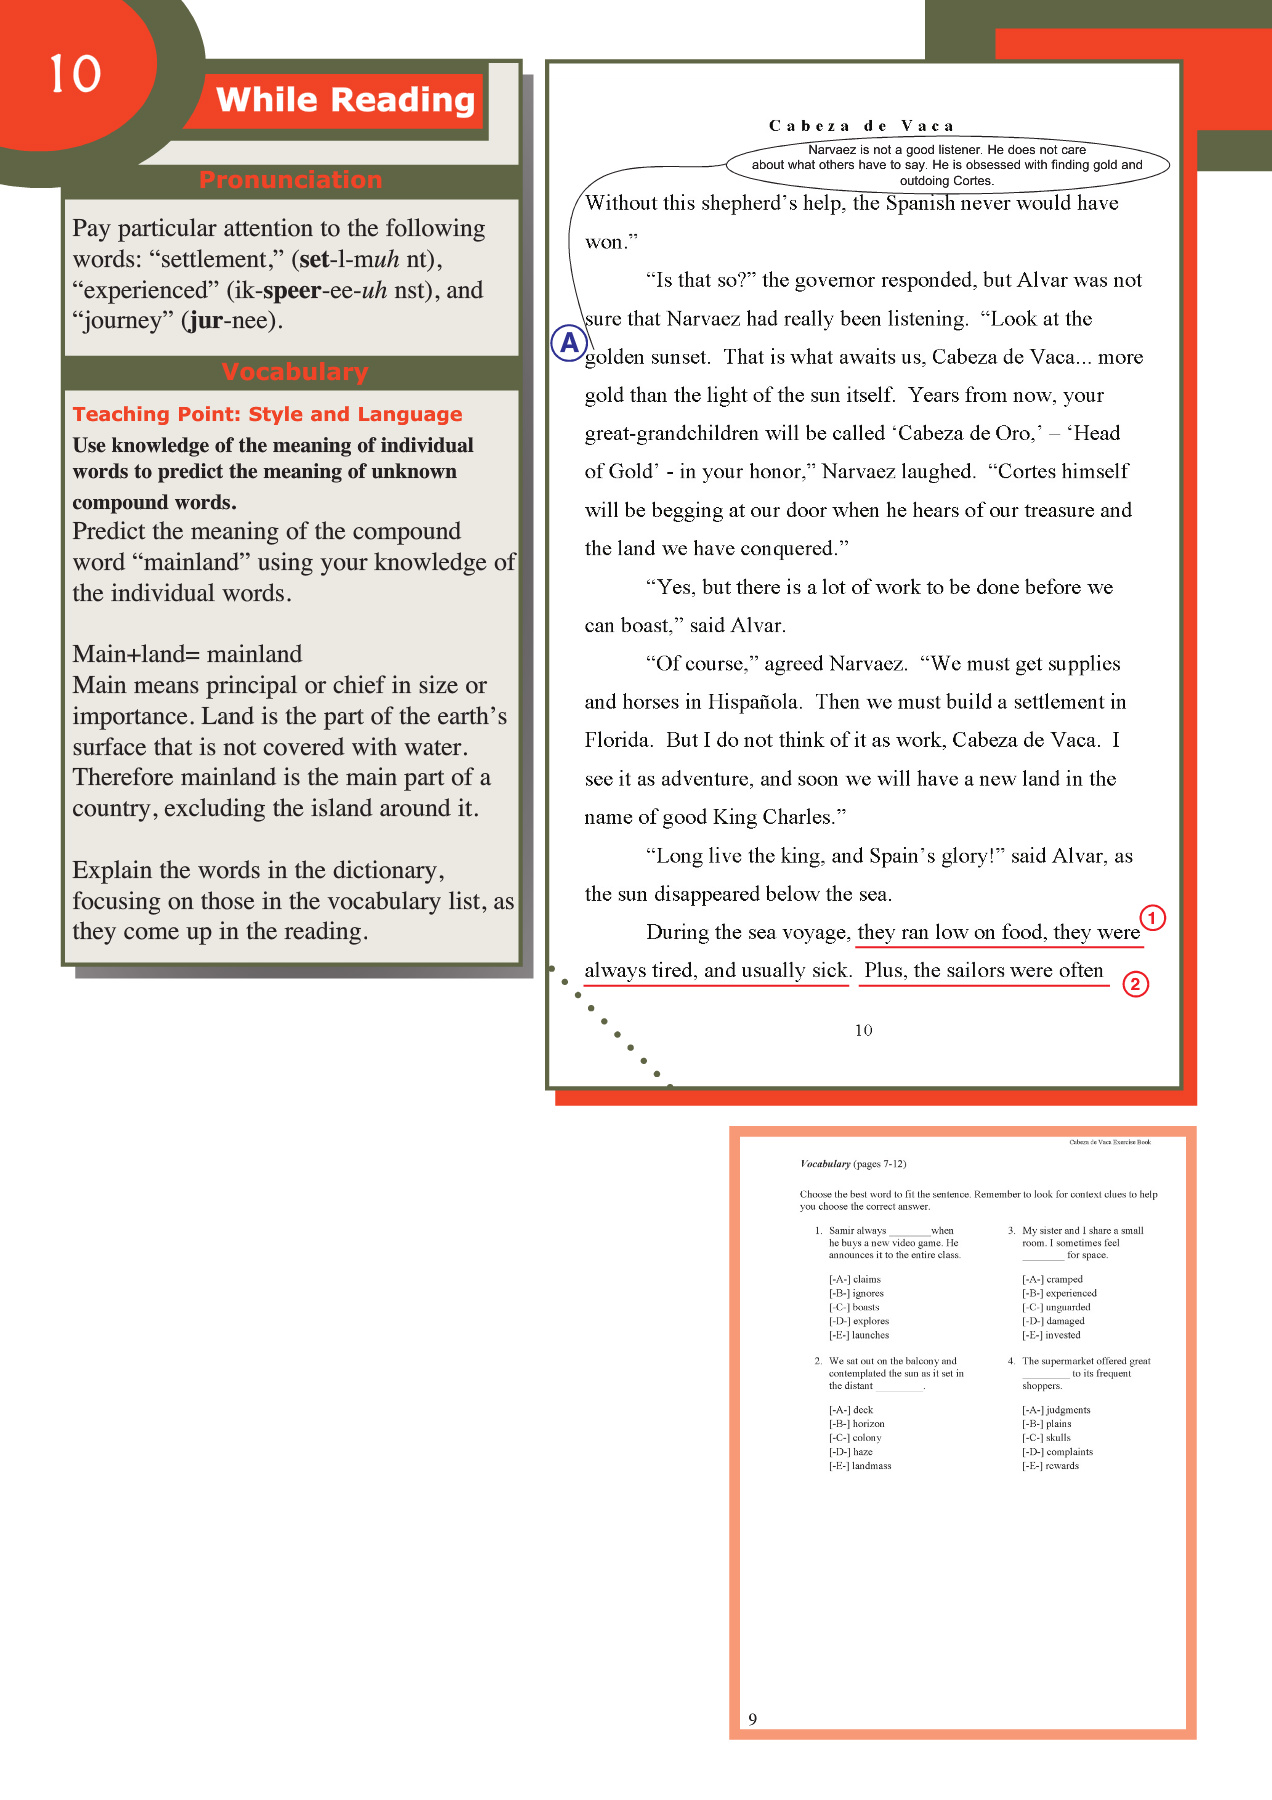 10
While Reading
Pronunciation
Pay particular attention to the following
words: “settlement,” (set-l-muh nt),
“experienced” (ik-speer-ee-uh nst), and
“journey” (jur-nee).
Vocabulary
Teaching Point: Style and Language
Use knowledge of the meaning of individual
words to predict the meaning of unknown
compound words.
Predict the meaning of the compound
word “mainland” using your knowledge of
the individual words.
Main+land= mainland
Main means principal or chief in size or
importance. Land is the part of the earth’s
surface that is not covered with water.
Therefore mainland is the main part of a
country, excluding the island around it.
Explain the words in the dictionary,
focusing on those in the vocabulary list, as
they come up in the reading.
Cabeza de Vaca
Narvaez is not a good listener. He does not care
about what others have to say. He is obsessed with finding gold and
outdoing Cortes.
Without this shepherd’s help, the Spanish never would have
won.”
“Is that so?” the governor responded, but Alvar was not
sure that Narvaez had really been listening. “Look at the
A
golden sunset. That is what awaits us, Cabeza de Vaca... more
gold than the light of the sun itself. Years from now, your
great-grandchildren will be called ‘Cabeza de Oro,’ – ‘Head
of Gold’ - in your honor,” Narvaez laughed. “Cortes himself
will be begging at our door when he hears of our treasure and
the land we have conquered.”
“Yes, but there is a lot of work to be done before we
can boast,” said Alvar.
“Of course,” agreed Narvaez. “We must get supplies
and horses in Hispañola. Then we must build a settlement in
Florida. But I do not think of it as work, Cabeza de Vaca. I
see it as adventure, and soon we will have a new land in the
name of good King Charles.”
“Long live the king, and Spain’s glory!” said Alvar, as
the sun disappeared below the sea.
During the sea voyage, they ran low on food, they were 1
always tired, and usually sick. Plus, the sailors were often 2
10
Cabeza de Vaca Exercise Book
Vocabulary (pages 7-12)
Choose the best word to fit the sentence. Remember to look for context clues to help
you choose the correct answer.
1. Samir always ________when
he buys a new video game. He
announces it to the entire class.
[-A-] claims
[-B-] ignores
[-C-] boasts
[-D-] explores
[-E-] launches
2. We sat out on the balcony and
contemplated the sun as it set in
the distant _________.
[-A-] deck
[-B-] horizon
[-C-] colony
[-D-] haze
[-E-] landmass
3. My sister and I share a small
room. I sometimes feel
________ for space.
[-A-] cramped
[-B-] experienced
[-C-] unguarded
[-D-] damaged
[-E-] invested
4. The supermarket offered great
_________ to its frequent
shoppers.
[-A-] judgments
[-B-] plains
[-C-] skulls
[-D-] complaints
[-E-] rewards
9